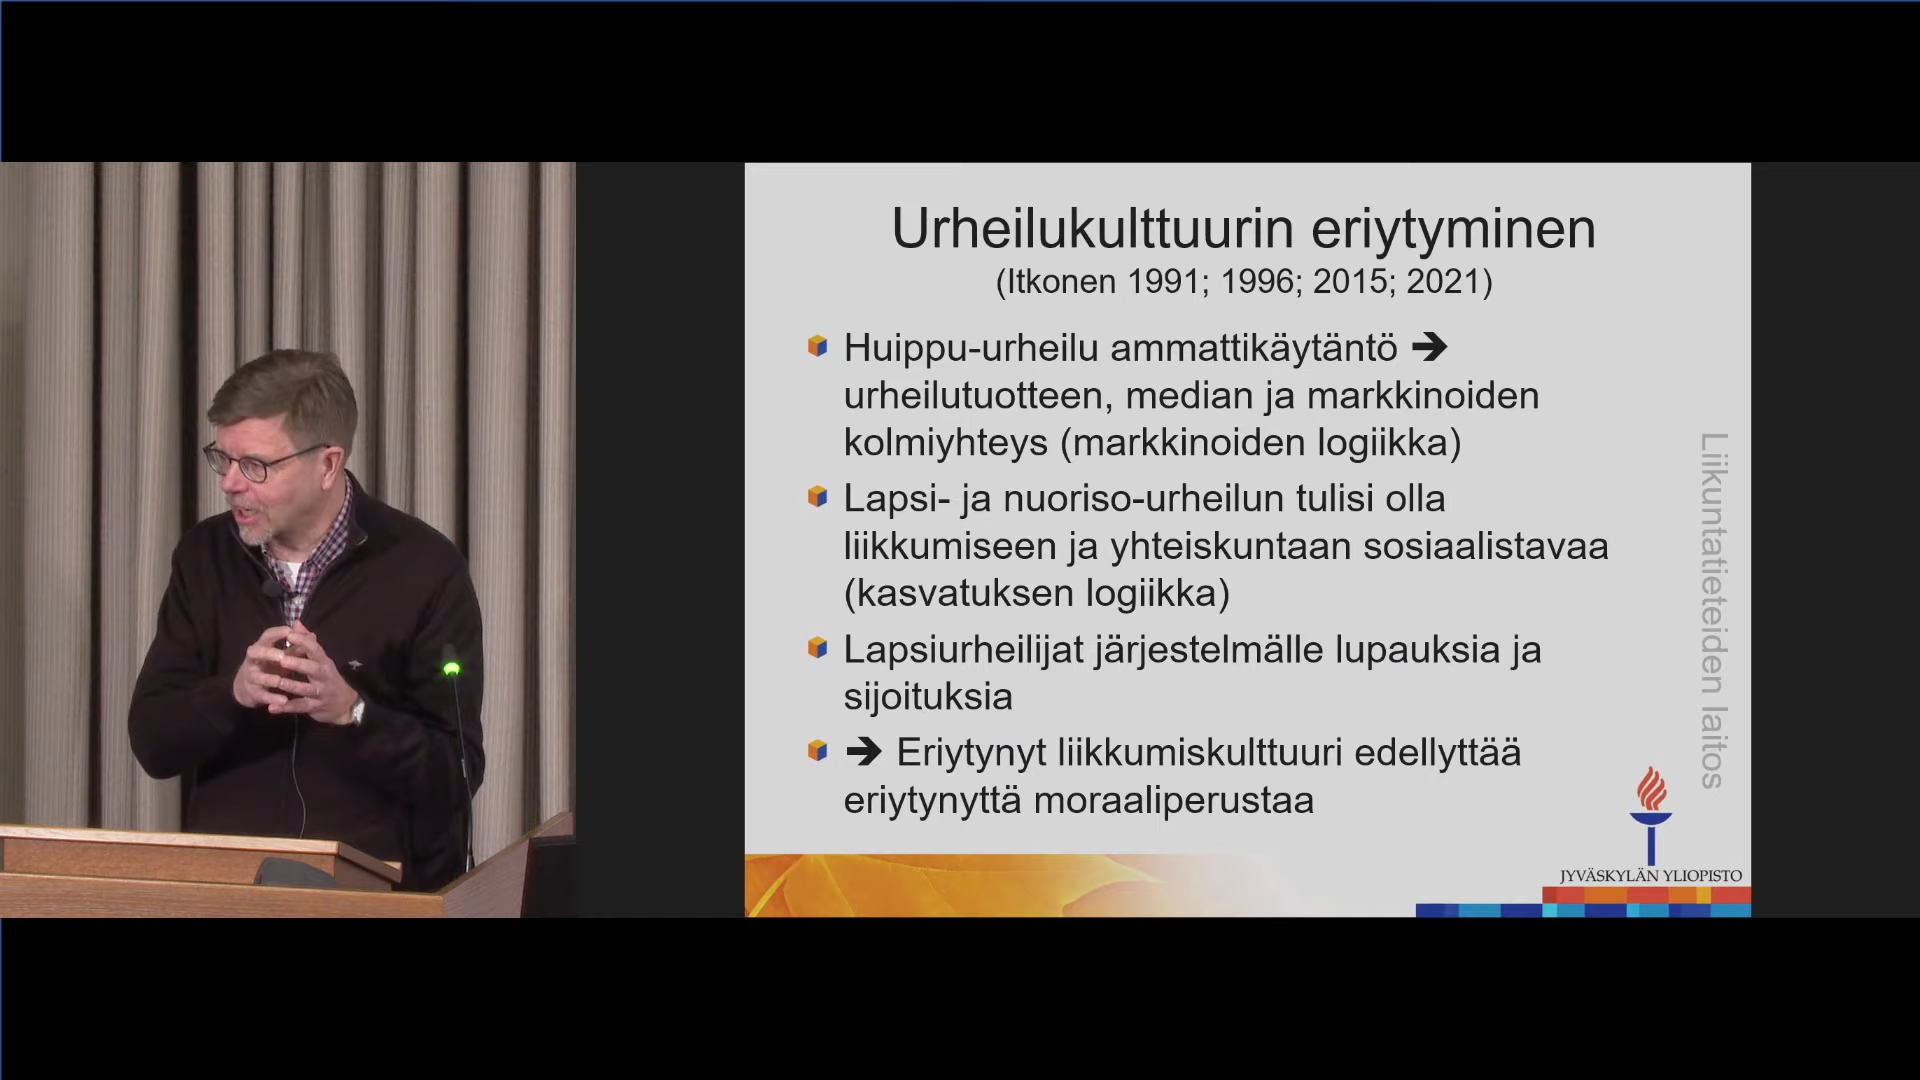 Urheilukulttuurin eriytyminen
(Itkonen 1991; 1996; 2015; 2021)
Huippu-urheilu ammattikäytäntö ➔
urheilutuotteen, median ja markkinoiden
kolmiyhteys (markkinoiden logiikka)
Lapsi- ja nuoriso-urheilun tulisi olla
liikkumiseen ja yhteiskuntaan sosiaalistavaa
(kasvatuksen logiikka)
Lapsiurheilijat järjestelmälle lupauksia ja
sijoituksia
➔ Eriytynyt liikkumiskulttuuri edellyttää
eriytynyttä moraaliperustaa
Liikuntatieteiden laitos
JYVÄSKYLÄN YLIOPISTO